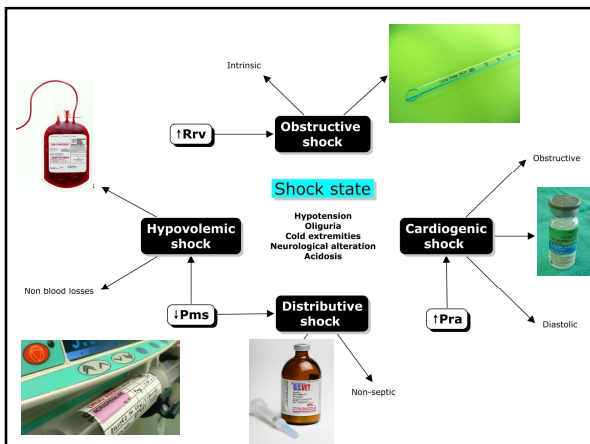 Intrinsic
↑Rrv
Obstructive
shock
Shock state
Obstructive
Hypotension
Oliguria
Cold extremities
Neurological alteration
Acidosis
Hypovolemic
shock
Cardiogenic
shock
Non blood losses
↓Pms
Distributive
shock
↑Pra
Diastolic
Non-septic